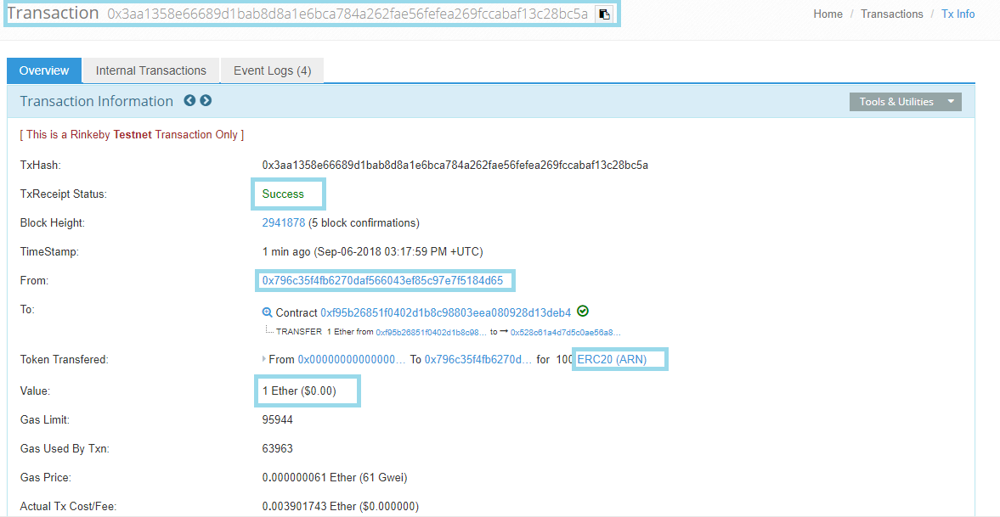 Transaction 0x3aa1358e66689d1bab8d8a1e6bca784a262fae56fefea269fccabaf13c28bc5a
Home / Transactions / Tx Info
Overview Internal Transactions Event Logs (4)
Transaction Information Tools & Utilities
[ This is a Rinkeby Testnet Transaction Only ]
TxHash: 0x3aa1358e66689d1bab8d8a1e6bca784a262fae56fefea269fccabaf13c28bc5a
TxReceipt Status: Success
Block Height: 2941878 (5 block confirmations)
TimeStamp: 1 min ago (Sep-06-2018 03:17:59 PM +UTC)
From: 0x796c35f4fb6270daf566043ef85c97e7f5184d65
To: Contract 0xf95b26851f0402d1b8c98803eea080928d13deb4
TRANSFER 1 Ether from 0xf95b26851f0402d1b8c98... to → 0x528c61a4d7d5c0ae56a8...
Token Transfered: From 0x00000000000000... To 0x796c35f4fb6270d... for 100 ERC20 (ARN)
Value: 1 Ether ($0.00)
Gas Limit: 95944
Gas Used By Txn: 63963
Gas Price: 0.000000061 Ether (61 Gwei)
Actual Tx Cost/Fee: 0.003901743 Ether ($0.000000)